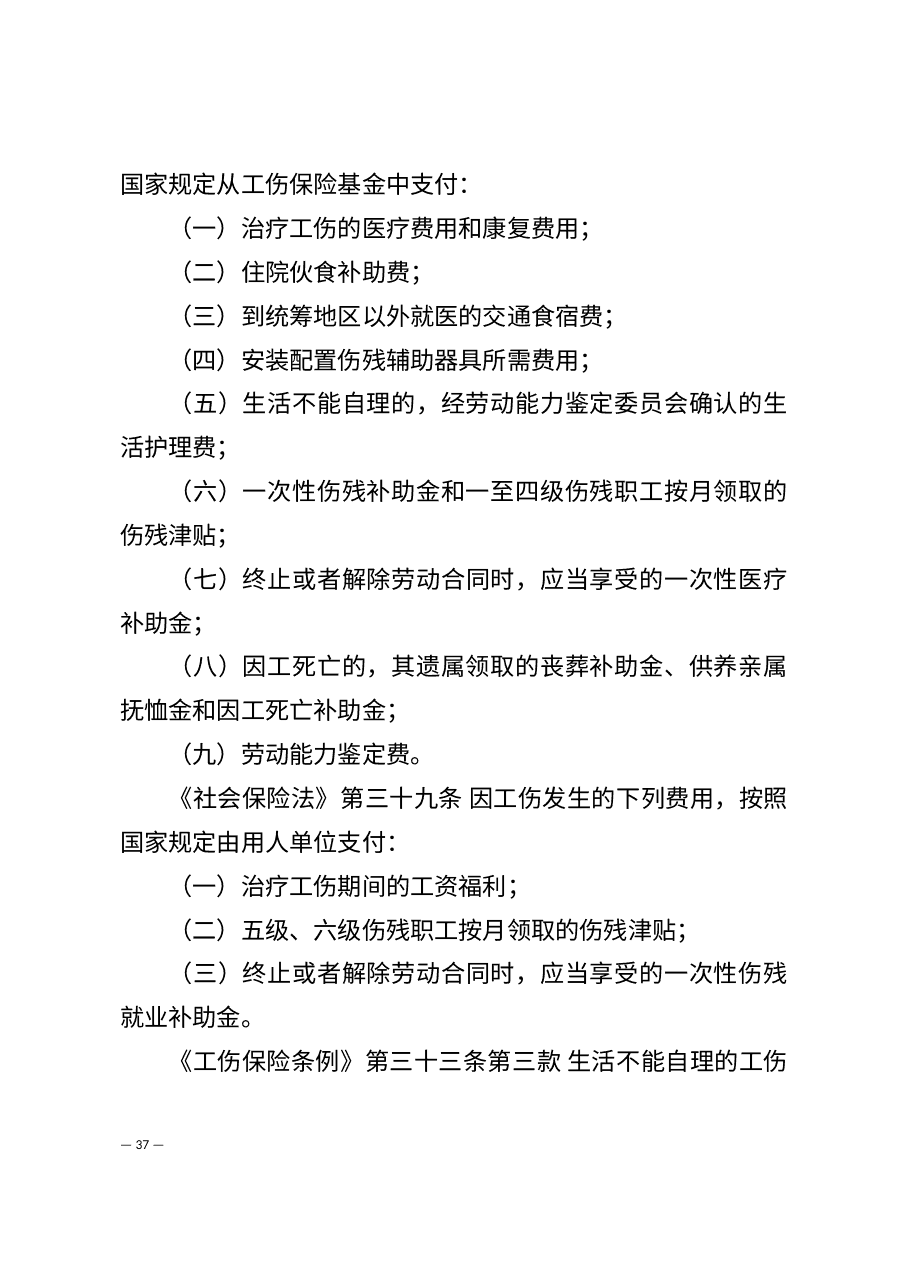 国家规定从工伤保险基金中支付：
（一）治疗工伤的医疗费用和康复费用；
（二）住院伙食补助费；
（三）到统筹地区以外就医的交通食宿费；
（四）安装配置伤残辅助器具所需费用；
（五）生活不能自理的，经劳动能力鉴定委员会确认的生
活护理费；
（六）一次性伤残补助金和一至四级伤残职工按月领取的
伤残津贴；
（七）终止或者解除劳动合同时，应当享受的一次性医疗
补助金；
（八）因工死亡的，其遗属领取的丧葬补助金、供养亲属
抚恤金和因工死亡补助金；
（九）劳动能力鉴定费。
《社会保险法》第三十九条 因工伤发生的下列费用，按照
国家规定由用人单位支付：
（一）治疗工伤期间的工资福利；
（二）五级、六级伤残职工按月领取的伤残津贴；
（三）终止或者解除劳动合同时，应当享受的一次性伤残
就业补助金。
《工伤保险条例》第三十三条第三款 生活不能自理的工伤
— 37 —